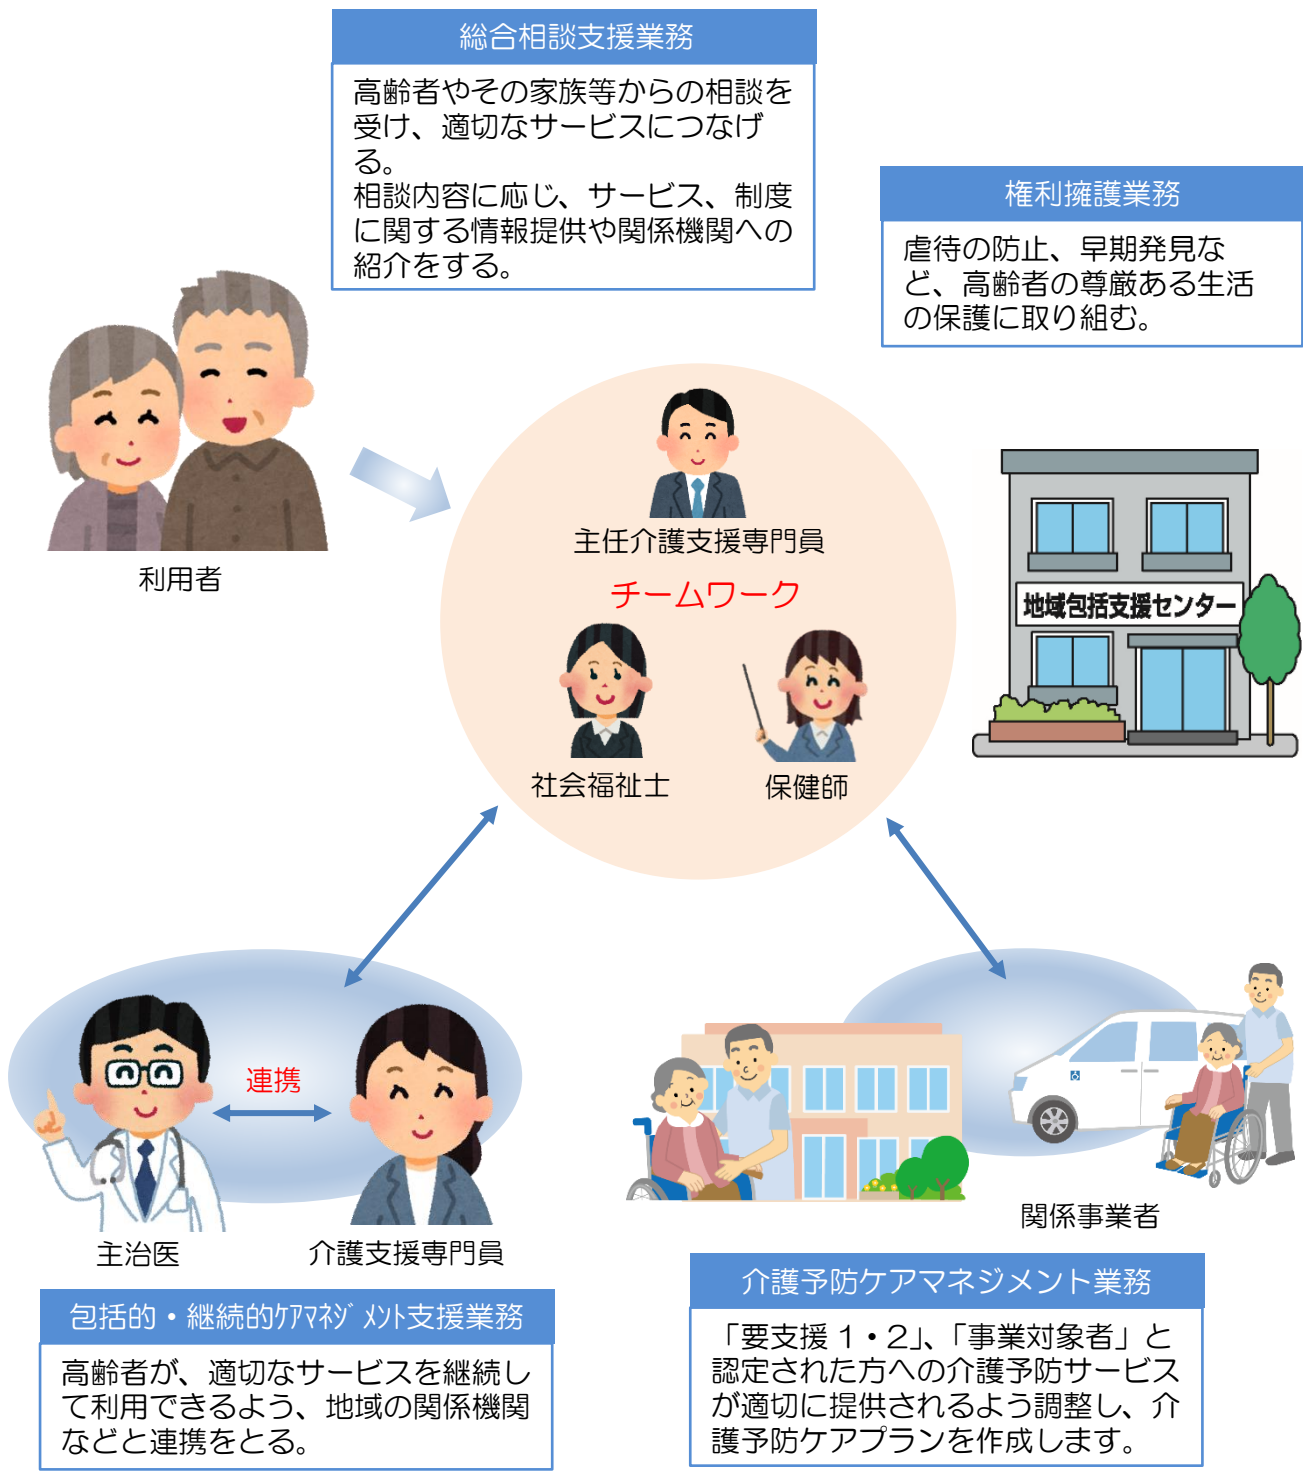 総合相談支援業務
高齢者やその家族等からの相談を
受け、適切なサービスにつなげ
る。
相談内容に応じ、サービス、制度
に関する情報提供や関係機関への
紹介をする。
権利擁護業務
虐待の防止、早期発見な
ど、高齢者の尊厳ある生活
の保護に取り組む。
利用者
主任介護支援専門員
チームワーク
社会福祉士
保健師
地域包括支援センター
連携
主治医
介護支援専門員
関係事業者
包括的・継続的ｹｱﾏﾈｼﾞﾒﾝﾄ支援業務
高齢者が、適切なサービスを継続し
て利用できるよう、地域の関係機関
などと連携をとる。
介護予防ケアマネジメント業務
「要支援 1・2」、「事業対象者」と
認定された方への介護予防サービス
が適切に提供されるよう調整し、介
護予防ケアプランを作成します。